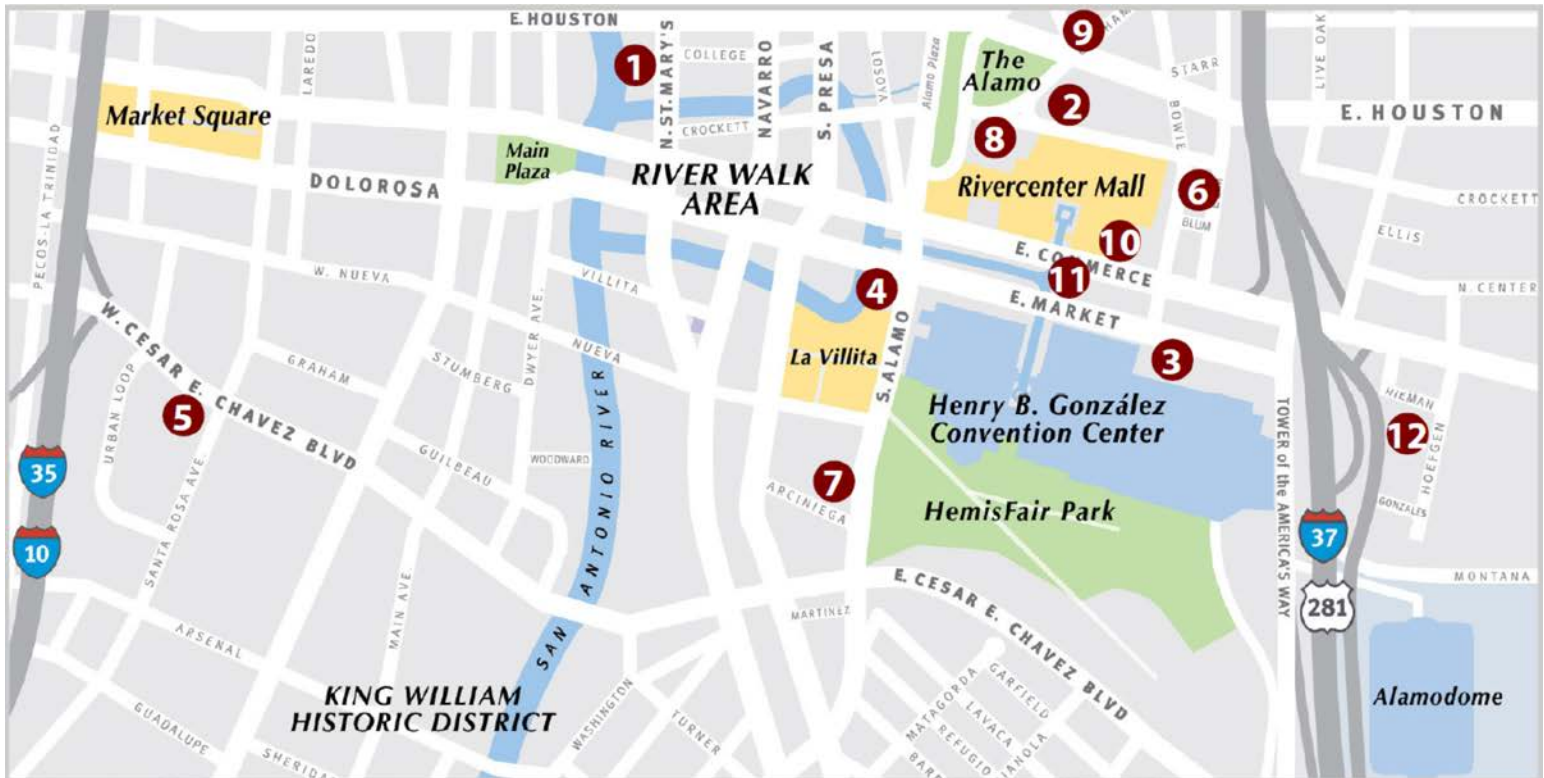 E. HOUSTON
1
N. ST. MARY'S
COLLEGE
NAVARRO
S. PRESA
LOSOYA
Alamo Plaza
The
Alamo
9
2
8
STARR
BOWIE
LIVE OAK
E. HOUSTON
LAREDO
Market Square
Main
Plaza
CROCKETT
RIVER WALK
AREA
DOLOROSA
Rivercenter Mall
6
BLUM
10
CROCKETT
ELLIS
PECOS-LA TRINIDAD
W. NUEVA
VILLITA
4
E. COMMERCE
11
E. MARKET
N. CENTER
W. CESAR E. CHAVEZ BLVD
GRAHAM
STUMBERG
DWYER AVE.
NUEVA
La Villita
S. ALAMO
3
Henry B. González
Convention Center
URBAN LOOP
5
SANTA ROSA AVE.
GUILBEAU
WOODWARD
SAN ANTONIO RIVER
ARCINIEGA
7
HemisFair Park
TOWER of the AMERICA'S WAY
HIEMAN
12
HOEFGEN
GONZALES
35
10
37
281
MONTANA
ARSENAL
MAIN AVE.
MARTINEZ
E. CESAR E. CHAVEZ BLVD
KING WILLIAM
HISTORIC DISTRICT
GUADALUPE
WASHINGTON
TURNER
MATAGORDA
GARFIELD
LAVACA
REFUGIO
Alamodome